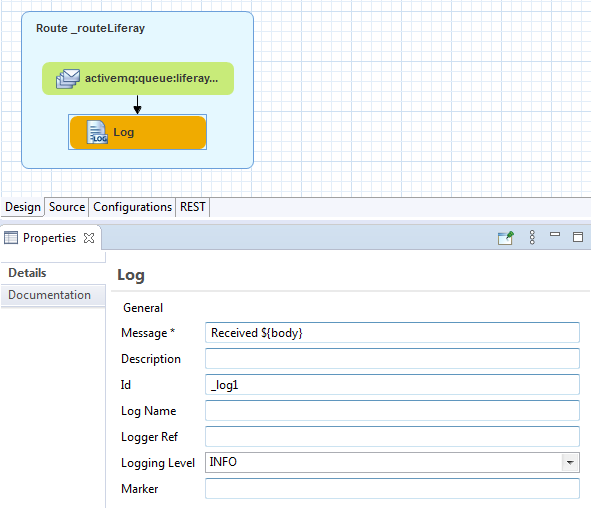 Route _routeLiferay
activemq:queue:liferay...
LOG
Log
Design Source Configurations REST
Properties
Details
Documentation
Log
General
Message * Received ${body}
Description
Id _log1
Log Name
Logger Ref
Logging Level INFO
Marker